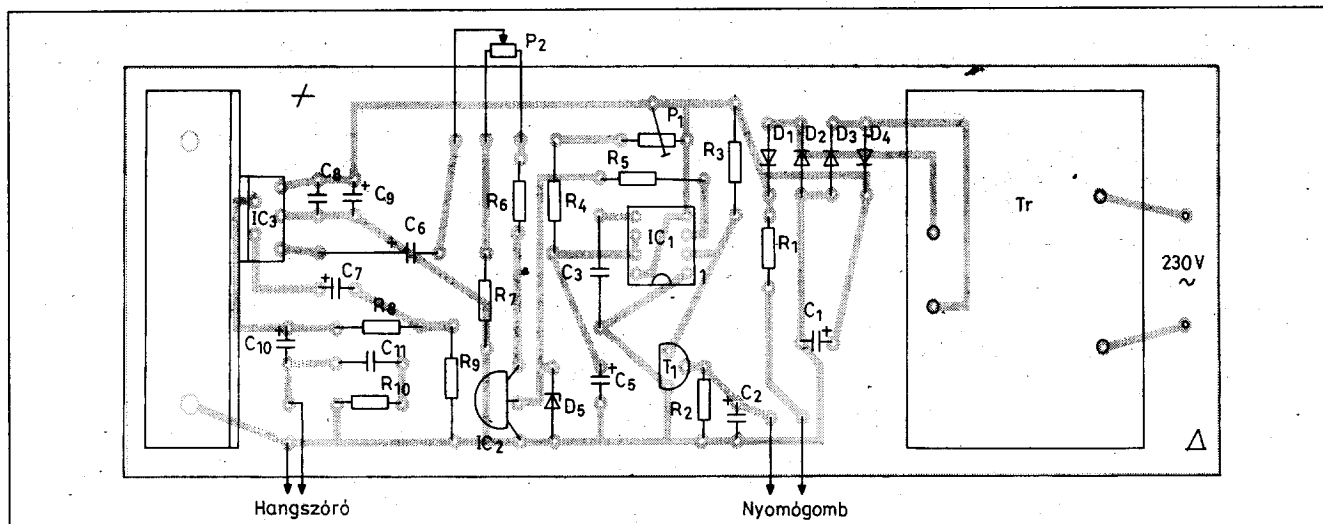 P2
+
P1
D1 D2 D3 D4
R3
R5
C8
+
C9
IC3
R6
R4
IC1
Tr
C6
+
R1
230V
~
C3
1
+
C7
R7
R8
C1
+
+
C10
C11
R9
T1
+
C5
R10
D5
R2
+
C2
IC2
Δ
Hangszóró
Nyomógomb